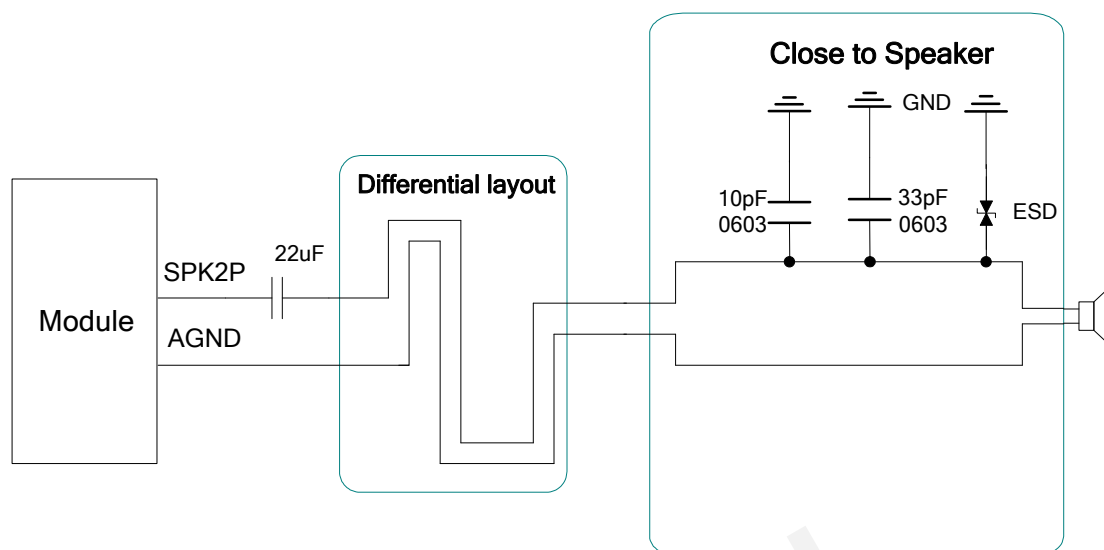 Close to Speaker
GND
Differential layout
10pF
0603
33pF
0603
ESD
22uF
SPK2P
Module
AGND